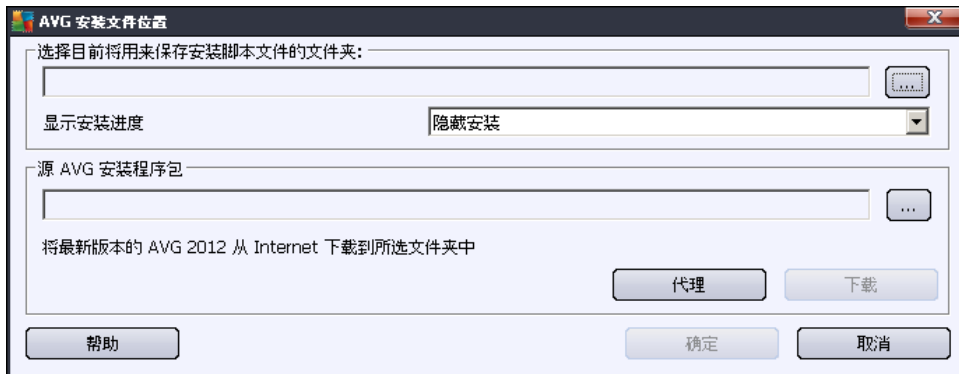 AVG 安装文件位置
选择目前将用来保存安装脚本文件的文件夹:
...
显示安装进度
隐藏安装
源 AVG 安装程序包
...
将最新版本的 AVG 2012 从 Internet 下载到所选文件夹中
代理
下载
帮助
确定
取消